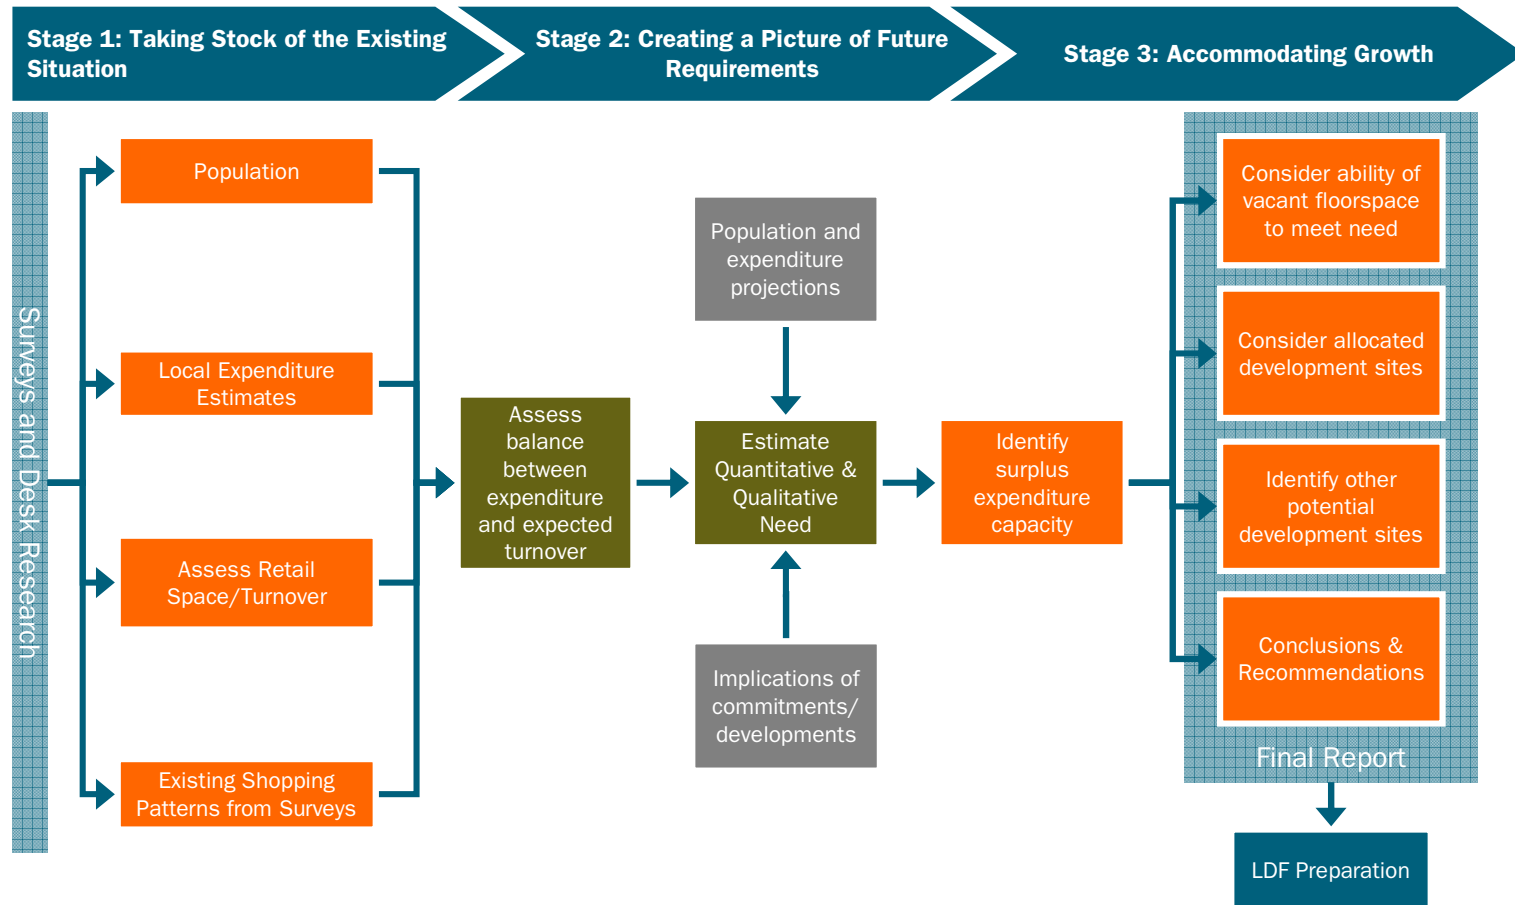 Stage 1: Taking Stock of the Existing
Situation
Stage 2: Creating a Picture of Future
Requirements
Stage 3: Accommodating Growth
Surveys and Desk Research
Population
Local Expenditure
Estimates
Assess Retail
Space/Turnover
Existing Shopping
Patterns from Surveys
Assess
balance
between
expenditure
and expected
turnover
Population and
expenditure
projections
Estimate
Quantitative &
Qualitative
Need
Implications of
commitments/
developments
Identify
surplus
expenditure
capacity
Consider ability of
vacant floorspace
to meet need
Consider allocated
development sites
Identify other
potential
development sites
Conclusions &
Recommendations
Final Report
LDF Preparation